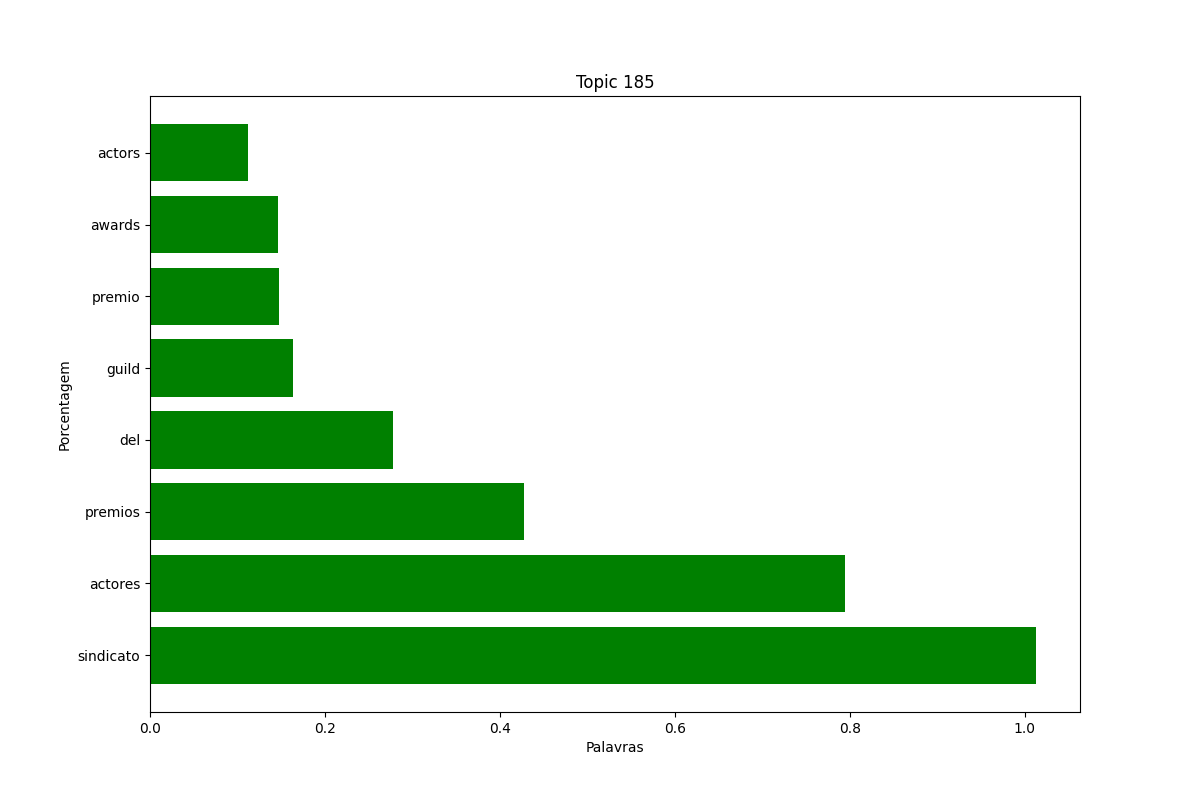 Topic 185
actors
awards
premio
guild
del
premios
actores
sindicato
Porcentagem
0.0 0.2 0.4 0.6 0.8 1.0
Palavras